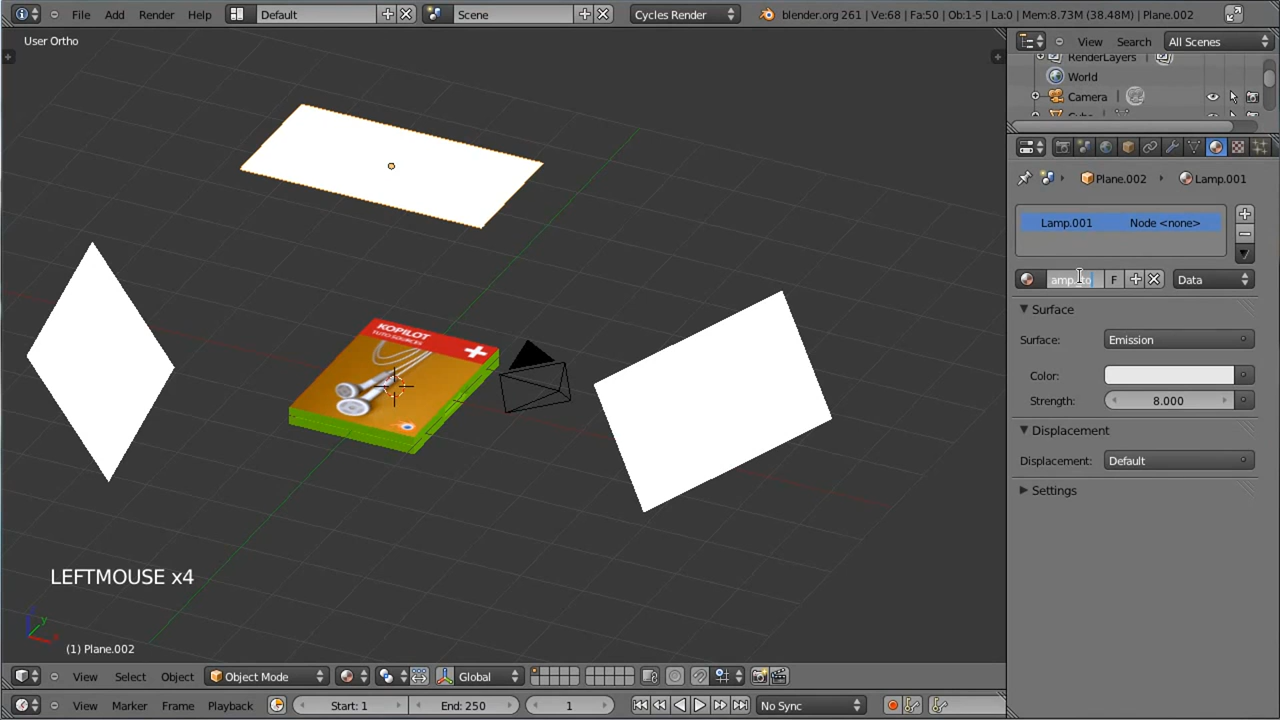 File Add Render Help Default Scene Cycles Render blender.org 261 | Ve:68 | Fa:50 | Ob:1-5 | La:0 | Mem:8.73M (38.48M) | Plane.002
User Ortho
View Search All Scenes
RenderLayers
World
Camera
Plane.002 Lamp.001
Lamp.001 Node <none>
F Data
Surface
Surface: Emission
Color:
Strength: 8.000
Displacement
Displacement: Default
Settings
KOPILOT
LEFTMOUSE x4
z
y
x
(1) Plane.002
View Select Object Object Mode Global
View Marker Frame Playback Start: 1 End: 250 1 No Sync